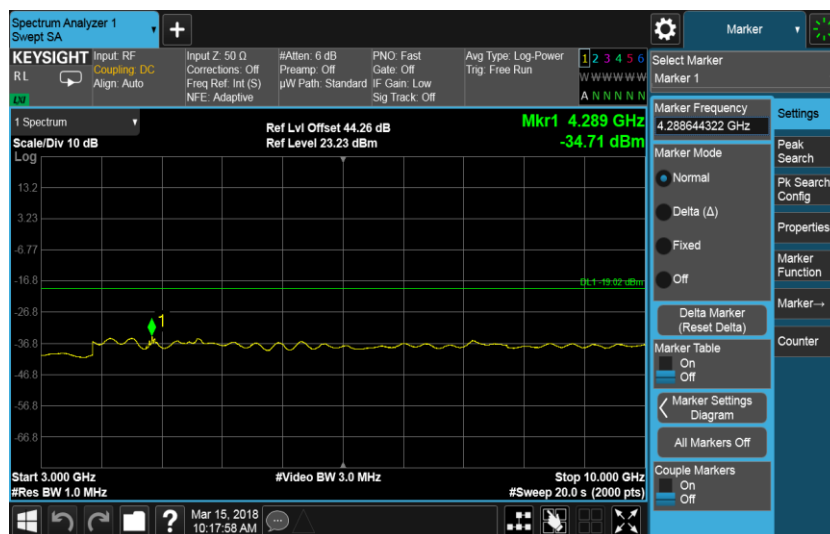 Spectrum Analyzer 1
Swept SA
+
Marker
KEYSIGHT
RL
LXI
Input: RF
Coupling: DC
Align: Auto
Input Z: 50 Ω
Corrections: Off
Freq Ref: Int (S)
NFE: Adaptive
#Atten: 6 dB
Preamp: Off
µW Path: Standard
PNO: Fast
Gate: Off
IF Gain: Low
Sig Track: Off
Avg Type: Log-Power
Trig: Free Run
1 2 3 4 5 6
W W W W W W
A N N N N N
Select Marker
Marker 1
1 Spectrum
Scale/Div 10 dB
Log
Ref Lvl Offset 44.26 dB
Ref Level 23.23 dBm
Mkr1 4.289 GHz
-34.71 dBm
13.2
3.23
-6.77
-16.8
-26.8
-36.8
-46.8
-56.8
-66.8
DL1 -19.02 dBm
1
Start 3.000 GHz
#Res BW 1.0 MHz
#Video BW 3.0 MHz
Stop 10.000 GHz
#Sweep 20.0 s (2000 pts)
Marker Frequency
4.288644322 GHz
Marker Mode
Normal
Delta (Δ)
Fixed
Off
Delta Marker
(Reset Delta)
Marker Table
On
Off
Marker Settings
Diagram
All Markers Off
Couple Markers
On
Off
Settings
Peak
Search
Pk Search
Config
Properties
Marker
Function
Marker→
Counter
?
Mar 15, 2018
10:17:58 AM